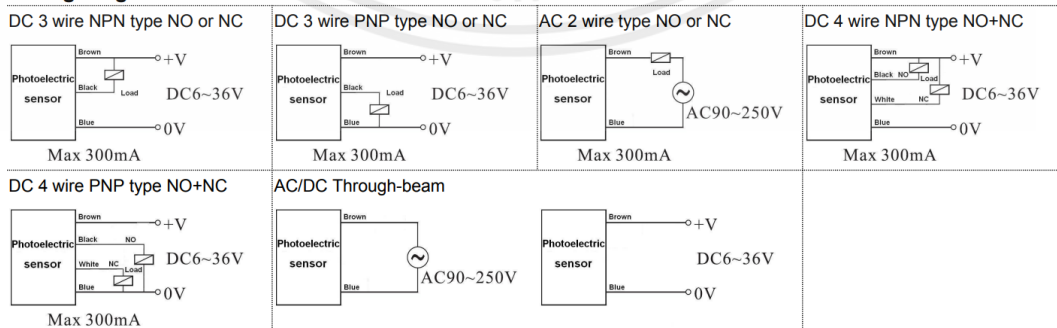 DC 3 wire NPN type NO or NC
Brown
+V
Photoelectric
sensor
Black
Load
DC6~36V
Blue
0V
Max 300mA
DC 3 wire PNP type NO or NC
Brown
+V
Photoelectric
sensor
Black
Load
DC6~36V
Blue
0V
Max 300mA
AC 2 wire type NO or NC
Brown
Load
Photoelectric
sensor
AC90~250V
Blue
DC 4 wire NPN type NO+NC
Brown
+V
Photoelectric
sensor
Black NO
Load
White NC
DC6~36V
Blue
0V
Max 300mA
DC 4 wire PNP type NO+NC
Brown
+V
Photoelectric
sensor
Black NO
White NC
Load
DC6~36V
Blue
0V
Max 300mA
AC/DC Through-beam
Brown
Photoelectric
sensor
AC90~250V
Blue
Brown
+V
Photoelectric
sensor
DC6~36V
Blue
0V